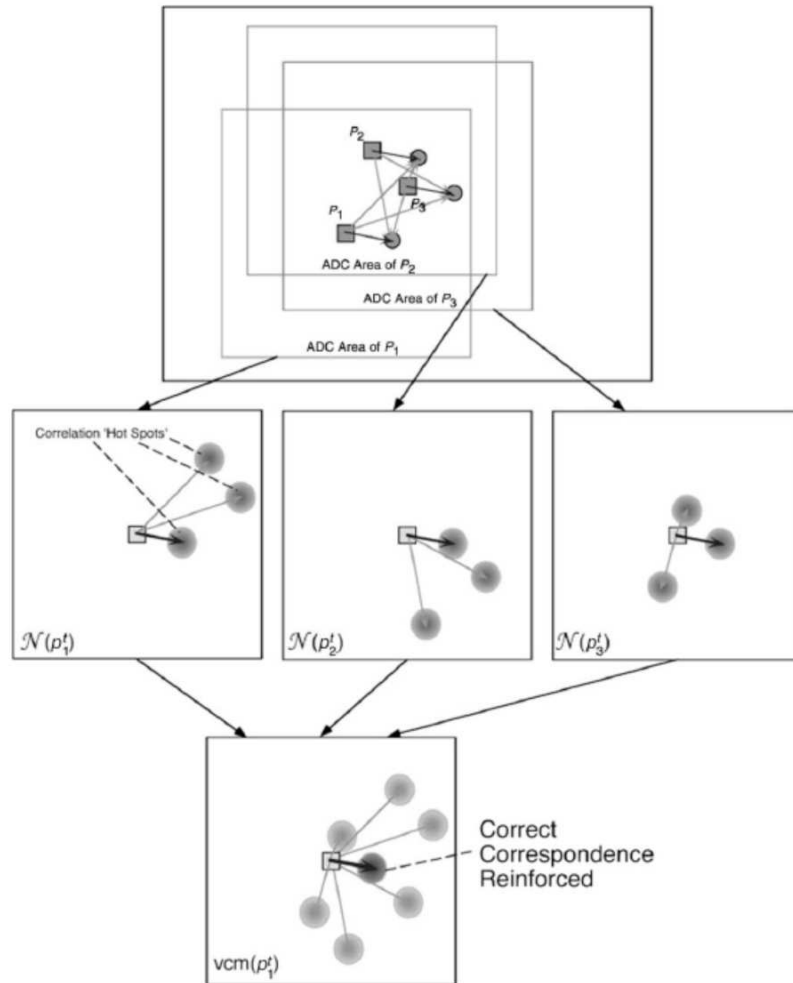 P₂
P₃
P₁
ADC Area of P₂
ADC Area of P₃
ADC Area of P₁
Correlation 'Hot Spots'
𝒩(p₁ᵗ)
𝒩(p₂ᵗ)
𝒩(p₃ᵗ)
Correct
Correspondence
Reinforced
vcm(p₁ᵗ)